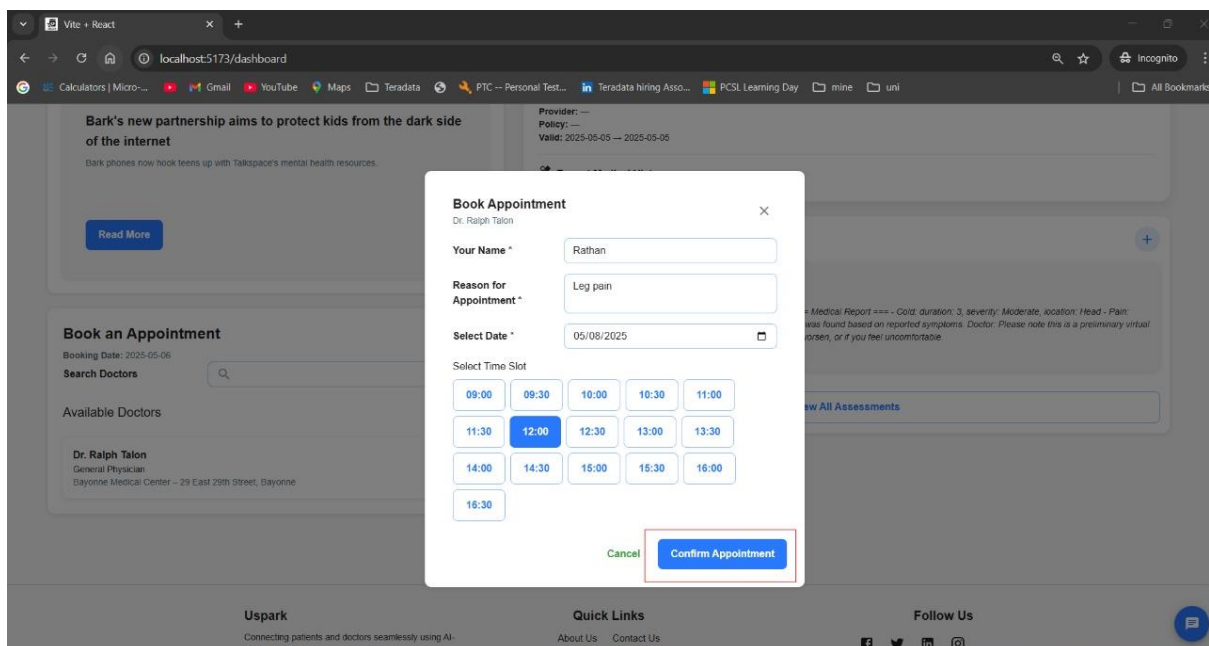 Vite + React
localhost:5173/dashboard
Incognito
Calculators | Micro-... Gmail YouTube Maps Teradata PTC -- Personal Test... Teradata hiring Asso... PCSL Learning Day mine uni All Bookmarks
Bark's new partnership aims to protect kids from the dark side
of the internet
Bark phones now hook teens up with Talkspace's mental health resources.
Read More
Provider: —
Policy: —
Valid: 2025-05-05 → 2025-05-05
Book an Appointment
Booking Date: 2025-05-06
Search Doctors
Available Doctors
Dr. Ralph Talon
General Physician
Bayonne Medical Center – 29 East 29th Street, Bayonne
Book Appointment
Dr. Ralph Talon
Your Name *
Rathan
Reason for
Appointment *
Leg pain
Select Date *
05/08/2025
Select Time Slot
09:00 09:30 10:00 10:30 11:00
11:30 12:00 12:30 13:00 13:30
14:00 14:30 15:00 15:30 16:00
16:30
Cancel Confirm Appointment
= Medical Report === - Cold: duration: 3, severity: Moderate, location: Head - Pain:
was found based on reported symptoms. Doctor: Please note this is a preliminary virtual
orsen, or if you feel uncomfortable.
ew All Assessments
Uspark
Connecting patients and doctors seamlessly using AI-
Quick Links
About Us Contact Us
Follow Us